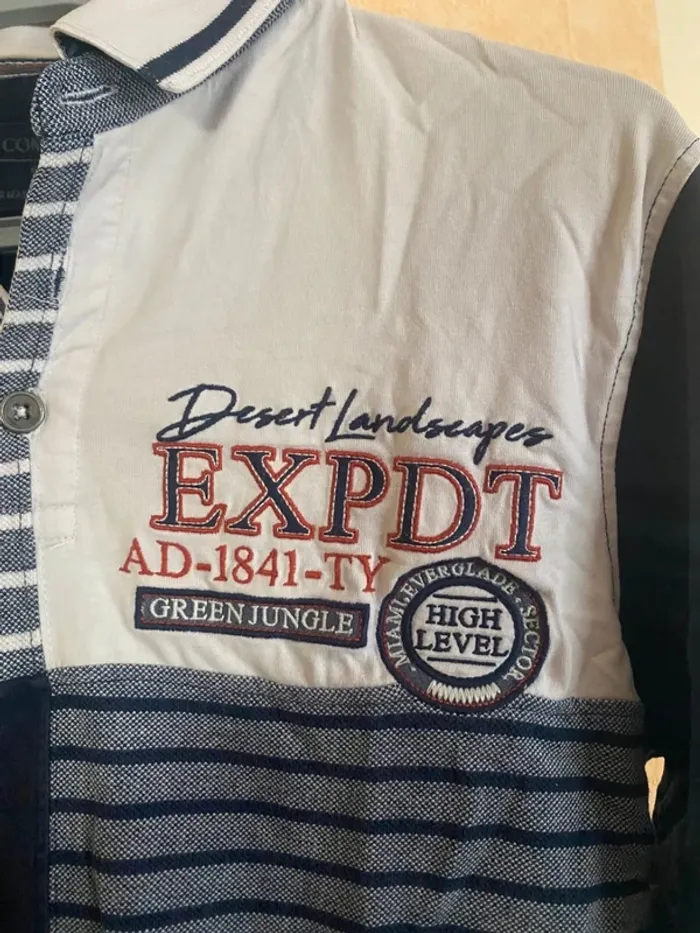 Desert Landscapes
EXPDT
AD-1841-TY
GREEN JUNGLE
MIAMI.EVERGLADE.SECTOR.
HIGH
LEVEL